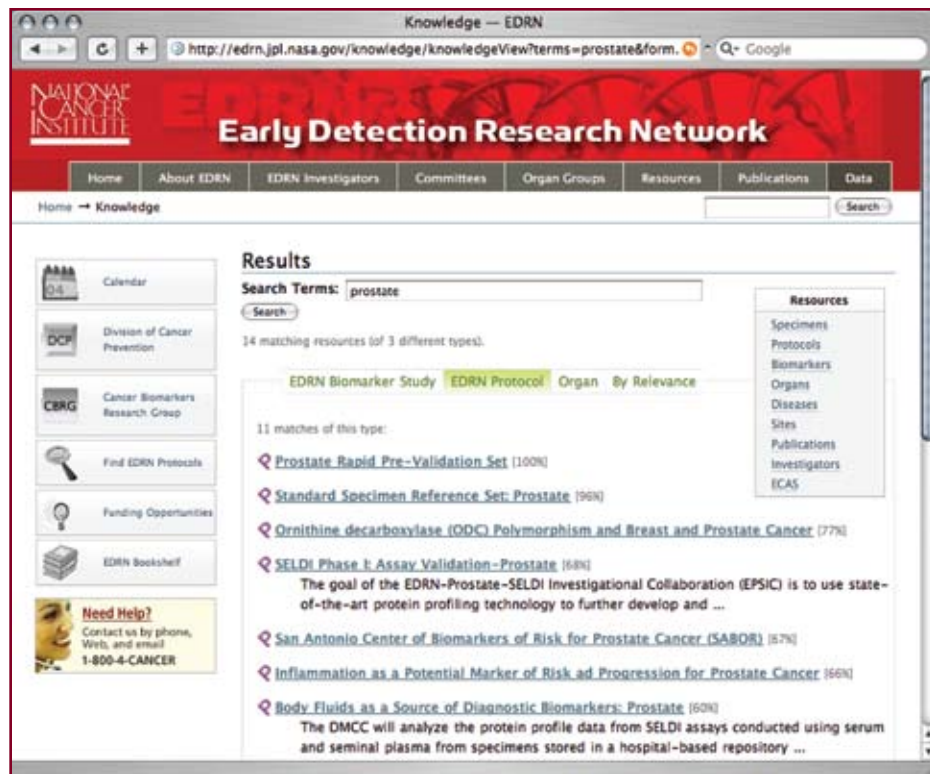 Knowledge — EDRN
http://edrn.jpl.nasa.gov/knowledge/knowledgeView?terms=prostate&form.
Google
NATIONAL
CANCER
INSTITUTE
EDRN
Early Detection Research Network
Home About EDRN EDRN Investigators Committees Organ Groups Resources Publications Data
Home → Knowledge
Search
04
Calendar
DCP
Division of Cancer
Prevention
CBRG
Cancer Biomarkers
Research Group
Find EDRN Protocols
Funding Opportunities
EDRN Bookshelf
Need Help?
Contact us
by phone,
Web, and email
1-800-4-CANCER
Results
Search Terms: prostate
Search
14 matching resources (of 3 different types).
EDRN Biomarker Study EDRN Protocol Organ By Relevance
11 matches of this type:
Prostate Rapid Pre-Validation Set [100%]
Standard Specimen Reference Set: Prostate [96%]
Ornithine decarboxylase (ODC) Polymorphism and Breast and Prostate Cancer [77%]
SELDI Phase I: Assay Validation-Prostate [68%]
The goal of the EDRN-Prostate-SELDI Investigational Collaboration (EPSIC) is to use state-
of-the-art protein profiling technology to further develop and ...
San Antonio Center of Biomarkers of Risk for Prostate Cancer (SABOR) [67%]
Inflammation as a Potential Marker of Risk ad Progression for Prostate Cancer [66%]
Body Fluids as a Source of Diagnostic Biomarkers: Prostate [60%]
The DMCC will analyze the protein profile data from SELDI assays conducted using serum
and seminal plasma from specimens stored in a hospital-based repository ...
Resources
Specimens
Protocols
Biomarkers
Organs
Diseases
Sites
Publications
Investigators
ECAS